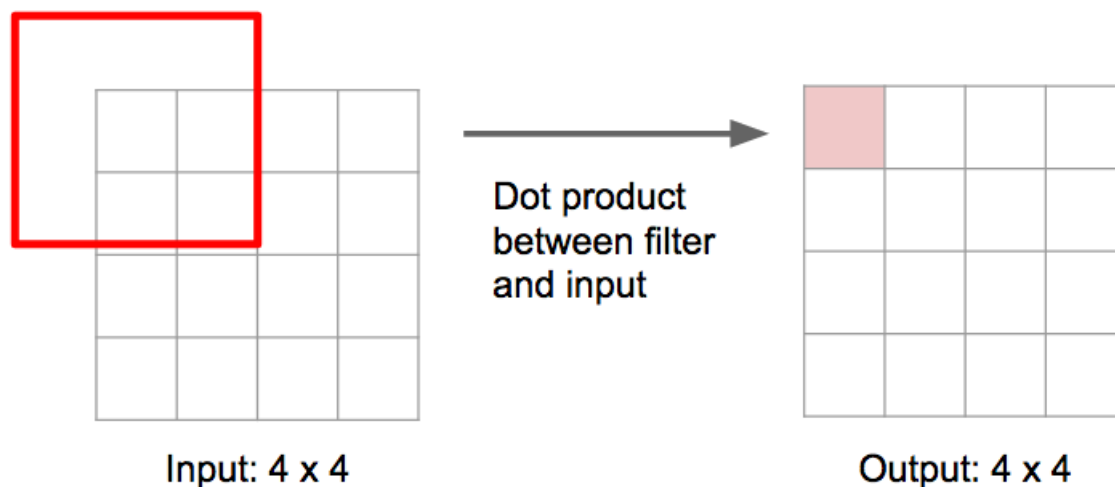 Dot product
between filter
and input
Input: 4 x 4
Output: 4 x 4